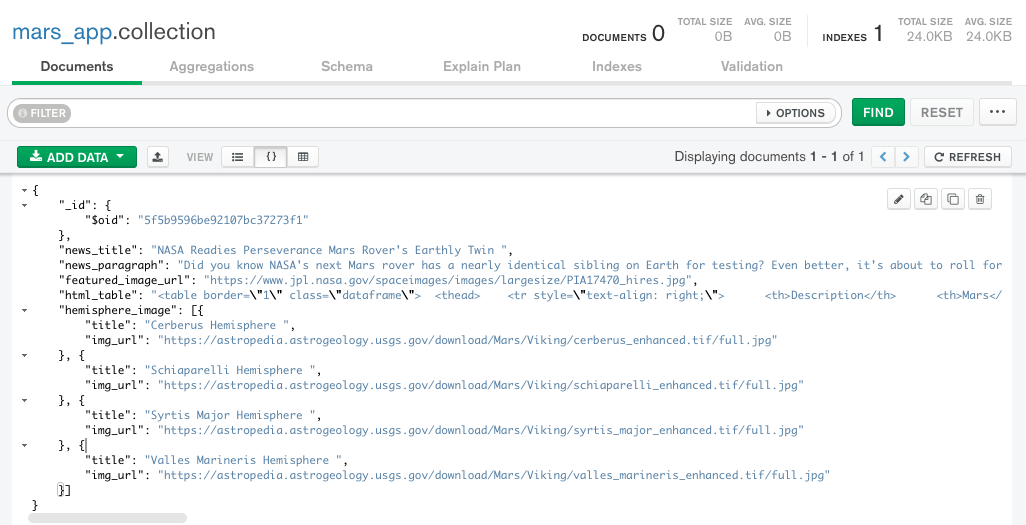 mars_app.collection
DOCUMENTS 0 TOTAL SIZE 0B AVG. SIZE 0B INDEXES 1 TOTAL SIZE 24.0KB AVG. SIZE 24.0KB
Documents Aggregations Schema Explain Plan Indexes Validation
FILTER OPTIONS FIND RESET ...
ADD DATA VIEW {} Displaying documents 1 - 1 of 1 < > REFRESH
{
"_id": {
"$oid": "5f5b9596be92107bc37273f1"
},
"news_title": "NASA Readies Perseverance Mars Rover's Earthly Twin ",
"news_paragraph": "Did you know NASA's next Mars rover has a nearly identical sibling on Earth for testing? Even better, it's about to roll for
"featured_image_url": "https://www.jpl.nasa.gov/spaceimages/images/largesize/PIA17470_hires.jpg",
"html_table": "<table border=\"1\" class=\"dataframe\"> <thead> <tr style=\"text-align: right;\"> <th>Description</th> <th>Mars</
"hemisphere_image": [{
"title": "Cerberus Hemisphere ",
"img_url": "https://astropedia.astrogeology.usgs.gov/download/Mars/Viking/cerberus_enhanced.tif/full.jpg"
}, {
"title": "Schiaparelli Hemisphere ",
"img_url": "https://astropedia.astrogeology.usgs.gov/download/Mars/Viking/schiaparelli_enhanced.tif/full.jpg"
}, {
"title": "Syrtis Major Hemisphere ",
"img_url": "https://astropedia.astrogeology.usgs.gov/download/Mars/Viking/syrtis_major_enhanced.tif/full.jpg"
}, {
"title": "Valles Marineris Hemisphere ",
"img_url": "https://astropedia.astrogeology.usgs.gov/download/Mars/Viking/valles_marineris_enhanced.tif/full.jpg"
}]
}